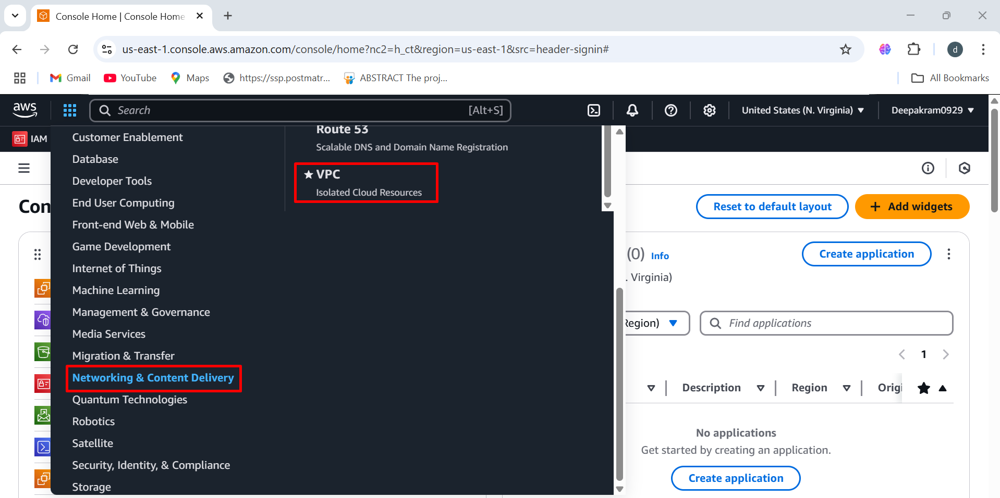 Console Home | Console Home
us-east-1.console.aws.amazon.com/console/home?nc2=h_ct&region=us-east-1&src=header-signin#
d
Gmail
YouTube
Maps
https://ssp.postmatr...
ABSTRACT The proj...
All Bookmarks
aws
Search
[Alt+S]
United States (N. Virginia)
Deepakram0929
IAM
Route 53
Scalable DNS and Domain Name Registration
VPC
Isolated Cloud Resources
Customer Enablement
Database
Developer Tools
End User Computing
Front-end Web & Mobile
Game Development
Internet of Things
Machine Learning
Management & Governance
Media Services
Migration & Transfer
Networking & Content Delivery
Quantum Technologies
Robotics
Satellite
Security, Identity, & Compliance
Storage
Con
Reset to default layout
+ Add widgets
(0) Info
Create application
. Virginia)
Region)
Find applications
1
Description
Region
Origi
No applications
Get started by creating an application.
Create application